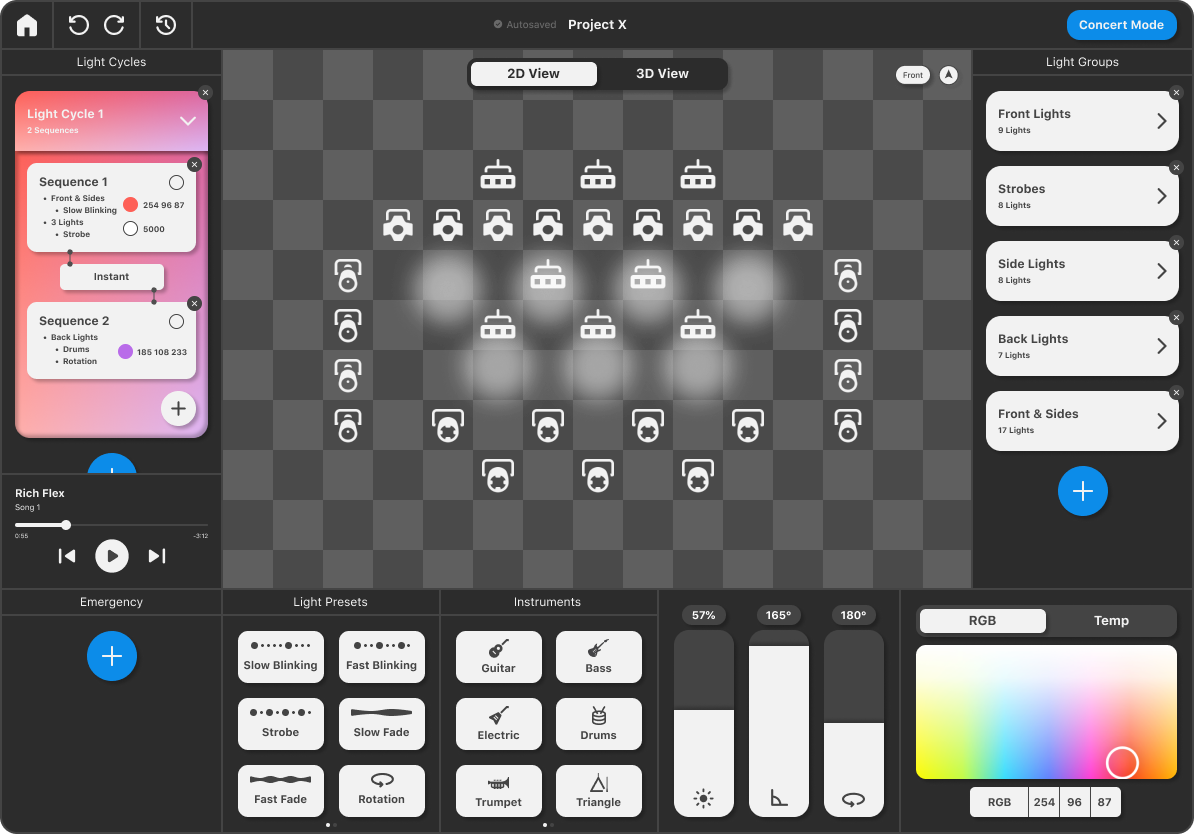 Autosaved Project X
Concert Mode
Light Cycles
Light Cycle 1
2 Sequences
Sequence 1
Front & Sides
Slow Blinking
254 96 87
3 Lights
Strobe
5000
Instant
Sequence 2
Back Lights
Drums
Rotation
185 108 233
Rich Flex
Song 1
0:55
-3:12
2D View
3D View
Front
Light Groups
Front Lights
9 Lights
Strobes
8 Lights
Side Lights
8 Lights
Back Lights
7 Lights
Front & Sides
17 Lights
Emergency
Light Presets
Slow Blinking
Fast Blinking
Strobe
Slow Fade
Fast Fade
Rotation
Instruments
Guitar
Bass
Electric
Drums
Trumpet
Triangle
57%
165°
180°
RGB
Temp
RGB 254 96 87